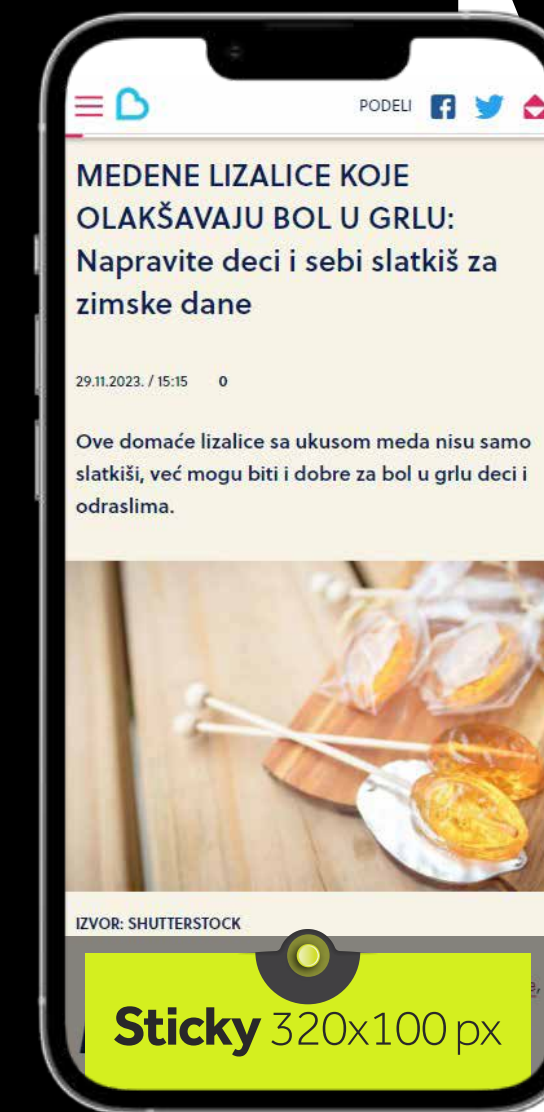 PODELI
MEDENE LIZALICE KOJE
OLAKŠAVAJU BOL U GRLU:
Napravite deci i sebi slatkiš za
zimske dane
29.11.2023. / 15:15 0
Ove domaće lizalice sa ukusom meda nisu samo
slatkiši, već mogu biti i dobre za bol u grlu deci i
odraslima.
IZVOR: SHUTTERSTOCK
Sticky 320x100 px